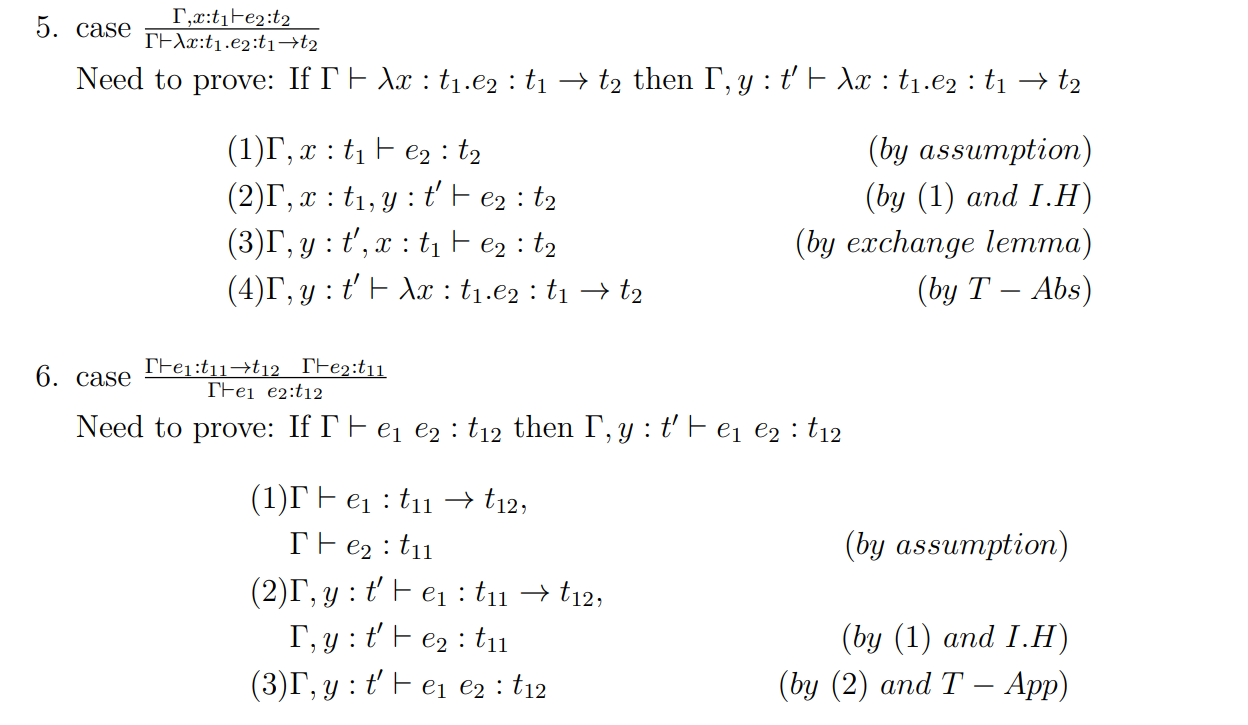 5. case Γ,x:t₁⊢e₂:t₂
Γ⊢λx:t₁.e₂:t₁→t₂
Need to prove: If Γ ⊢ λx : t₁.e₂ : t₁ → t₂ then Γ, y : t′ ⊢ λx : t₁.e₂ : t₁ → t₂
(1)Γ, x : t₁ ⊢ e₂ : t₂ (by assumption)
(2)Γ, x : t₁, y : t′ ⊢ e₂ : t₂ (by (1) and I.H)
(3)Γ, y : t′, x : t₁ ⊢ e₂ : t₂ (by exchange lemma)
(4)Γ, y : t′ ⊢ λx : t₁.e₂ : t₁ → t₂ (by T − Abs)
6. case Γ⊢e₁:t₁₁→t₁₂ Γ⊢e₂:t₁₁
Γ⊢e₁ e₂:t₁₂
Need to prove: If Γ ⊢ e₁ e₂ : t₁₂ then Γ, y : t′ ⊢ e₁ e₂ : t₁₂
(1)Γ ⊢ e₁ : t₁₁ → t₁₂,
Γ ⊢ e₂ : t₁₁ (by assumption)
(2)Γ, y : t′ ⊢ e₁ : t₁₁ → t₁₂,
Γ, y : t′ ⊢ e₂ : t₁₁ (by (1) and I.H)
(3)Γ, y : t′ ⊢ e₁ e₂ : t₁₂ (by (2) and T − App)